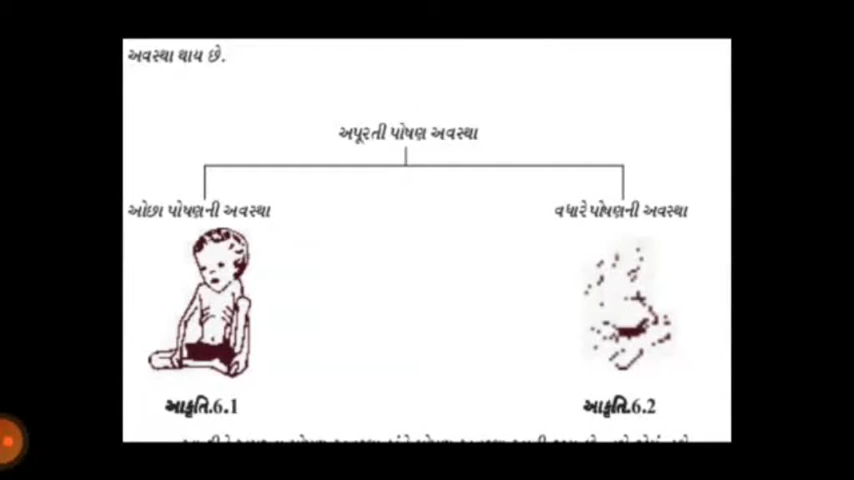 અવસ્થા થાય છે.
અપૂરતી પોષણ અવસ્થા
ઓછા પોષણની અવસ્થા
વધારે પોષણની અવસ્થા
આકૃતિ.6.1
આકૃતિ.6.2